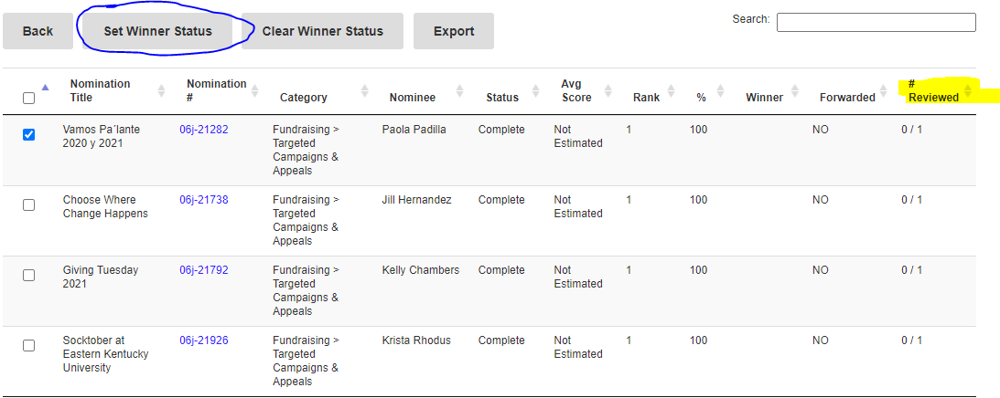 Back Set Winner Status Clear Winner Status Export Search:
Nomination Title Nomination # Category Nominee Status Avg Score Rank % Winner Forwarded # Reviewed
Vamos Pa´lante 2020 y 2021 06j-21282 Fundraising > Targeted Campaigns & Appeals Paola Padilla Complete Not Estimated 1 100 NO 0 / 1
Choose Where Change Happens 06j-21738 Fundraising > Targeted Campaigns & Appeals Jill Hernandez Complete Not Estimated 1 100 NO 0 / 1
Giving Tuesday 2021 06j-21792 Fundraising > Targeted Campaigns & Appeals Kelly Chambers Complete Not Estimated 1 100 NO 0 / 1
Socktober at Eastern Kentucky University 06j-21926 Fundraising > Targeted Campaigns & Appeals Krista Rhodus Complete Not Estimated 1 100 NO 0 / 1